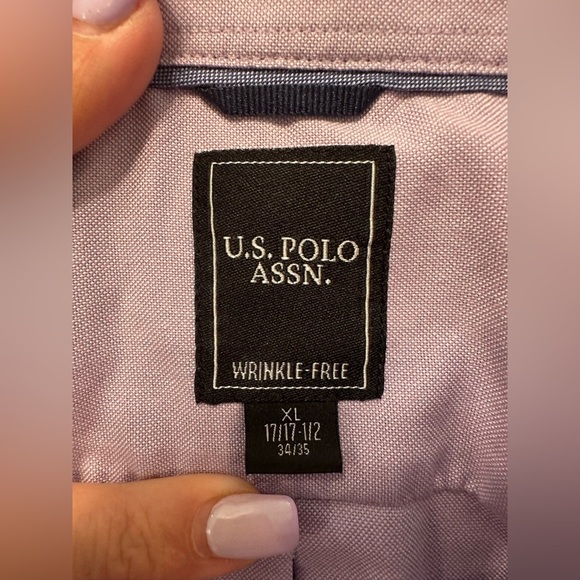 U.S. POLO
ASSN.
WRINKLE-FREE
XL
17/17-1/2
34/35